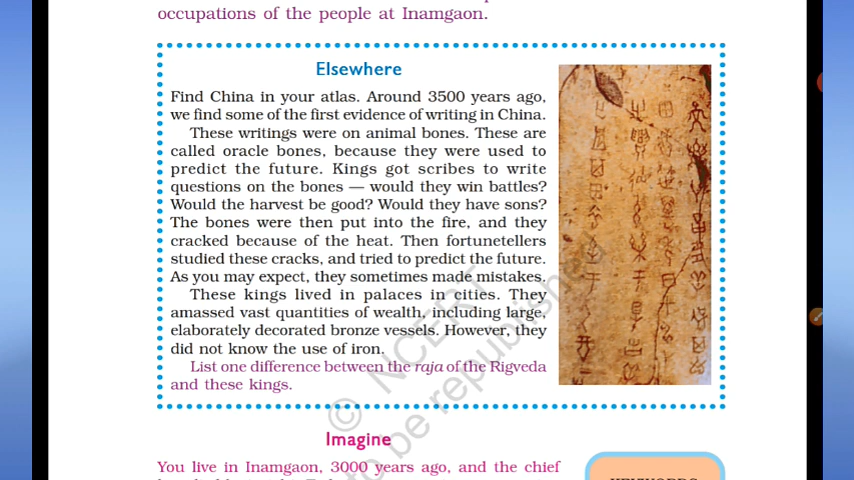 occupations of the people at Inamgaon.
Elsewhere
Find China in your atlas. Around 3500 years ago,
we find some of the first evidence of writing in China.
These writings were on animal bones. These are
called oracle bones, because they were used to
predict the future. Kings got scribes to write
questions on the bones — would they win battles?
Would the harvest be good? Would they have sons?
The bones were then put into the fire, and they
cracked because of the heat. Then fortunetellers
studied these cracks, and tried to predict the future.
As you may expect, they sometimes made mistakes.
These kings lived in palaces in cities. They
amassed vast quantities of wealth, including large,
elaborately decorated bronze vessels. However, they
did not know the use of iron.
List one difference between the raja of the Rigveda
and these kings.
© NCERT
to be republished
Imagine
You live in Inamgaon, 3000 years ago, and the chief
KEYWORDS